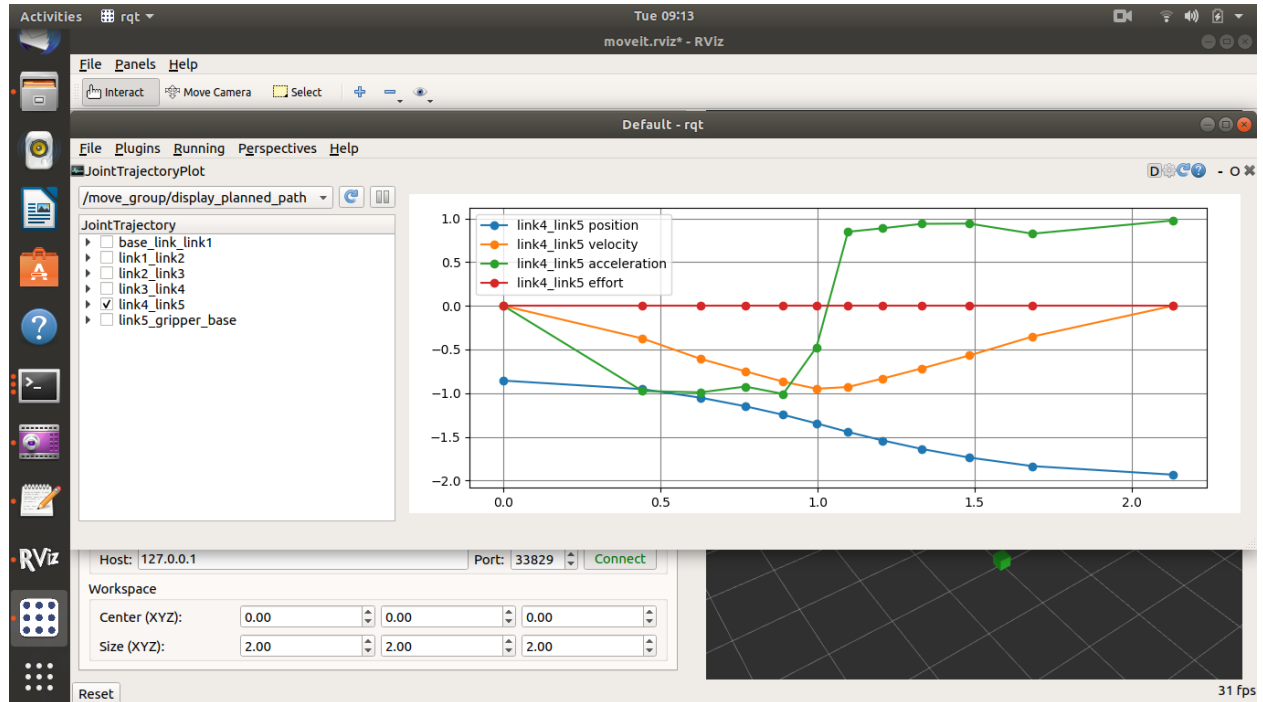 Activities rqt Tue 09:13
moveit.rviz* - RViz
File Panels Help
Interact Move Camera Select
Default - rqt
File Plugins Running Perspectives Help
JointTrajectoryPlot D - O
/move_group/display_planned_path
JointTrajectory
base_link_link1
link1_link2
link2_link3
link3_link4
link4_link5
link5_gripper_base
link4_link5 position
link4_link5 velocity
link4_link5 acceleration
link4_link5 effort
1.0
0.5
0.0
−0.5
−1.0
−1.5
−2.0
0.0 0.5 1.0 1.5 2.0
RViz
Host: 127.0.0.1 Port: 33829 Connect
Workspace
Center (XYZ): 0.00 0.00 0.00
Size (XYZ): 2.00 2.00 2.00
Reset 31 fps